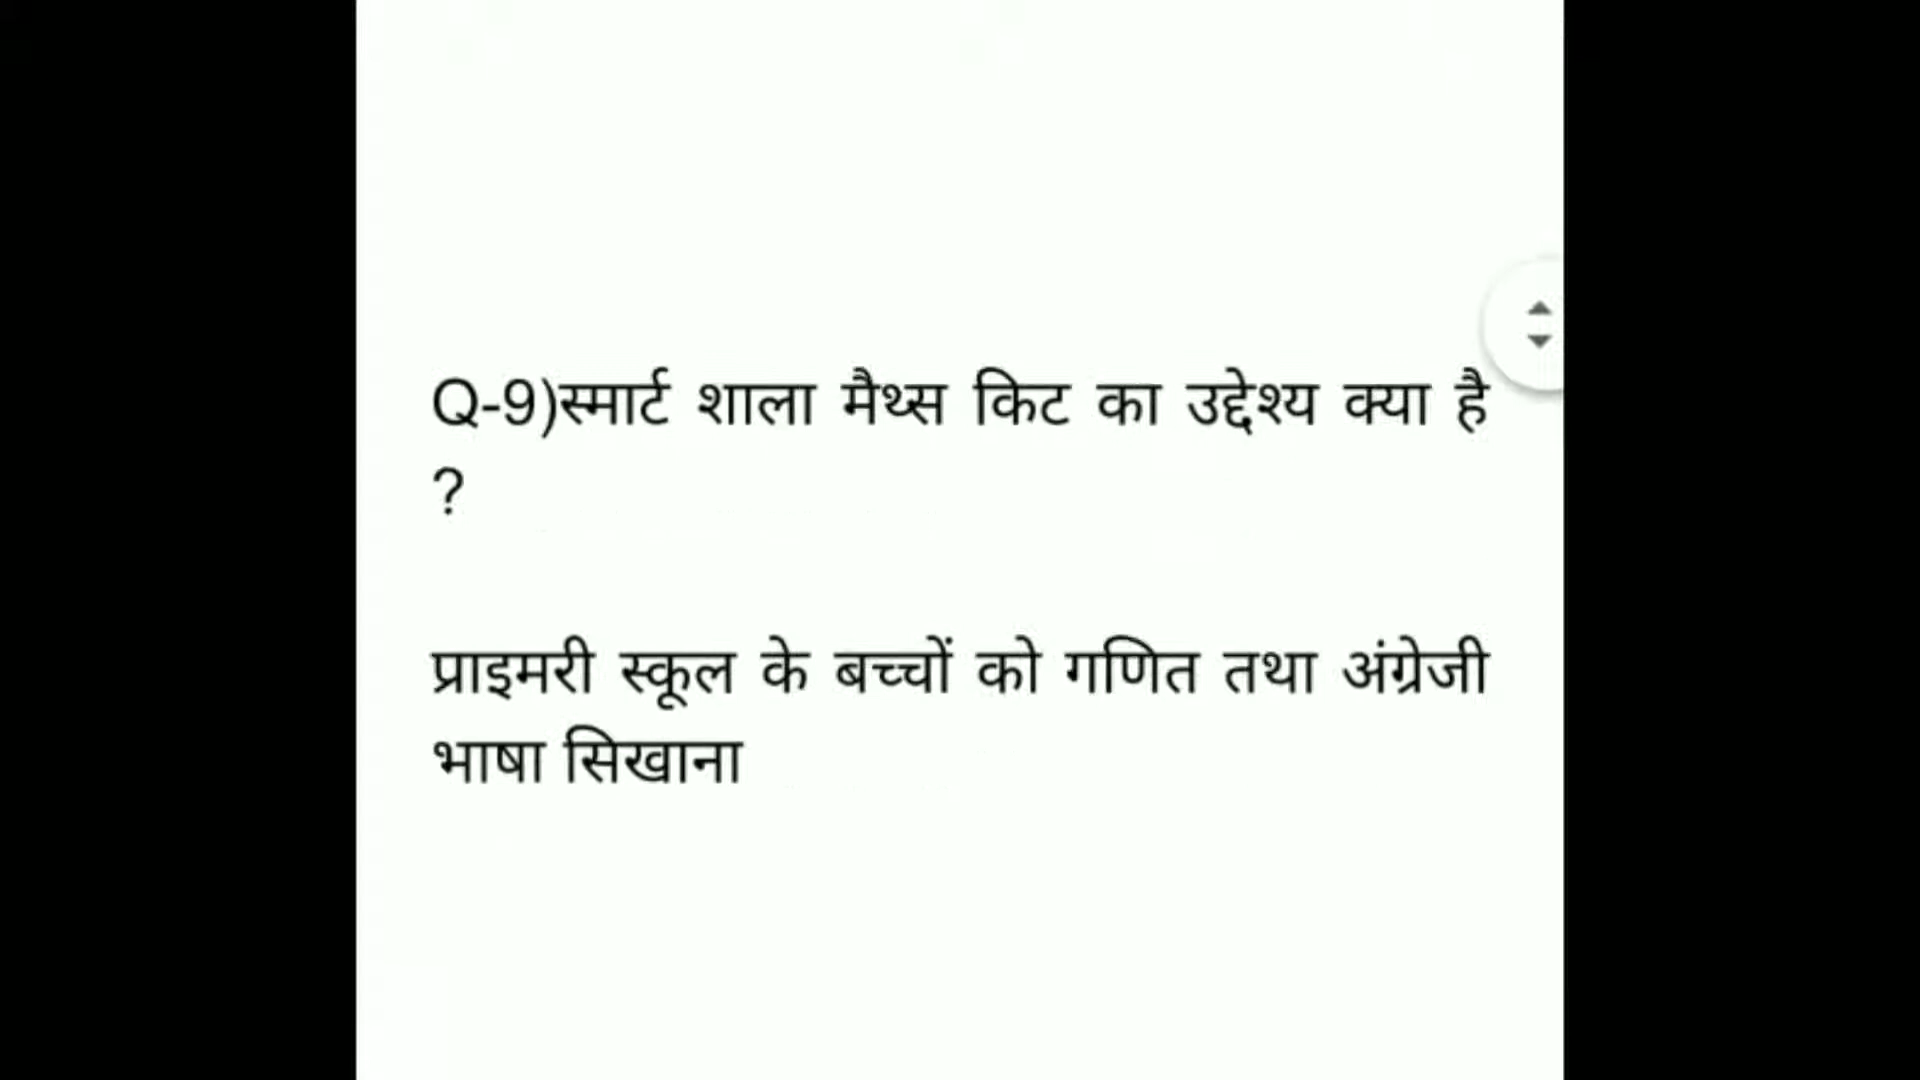 Q-9)स्मार्ट शाला मैथ्स किट का उद्देश्य क्या है
?
प्राइमरी स्कूल के बच्चों को गणित तथा अंग्रेजी
भाषा सिखाना